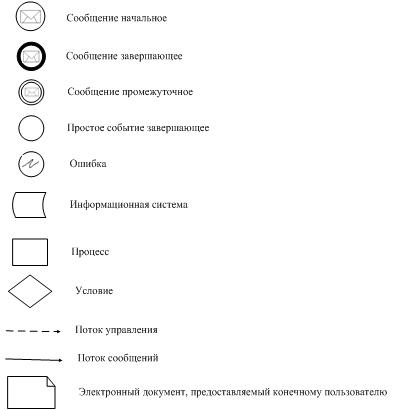 Сообщение начальное
Сообщение завершающее
Сообщение промежуточное
Простое событие завершающее
Ошибка
Информационная система
Процесс
Условие
Поток управления
Поток сообщений
Электронный документ, предоставляемый конечному пользователю